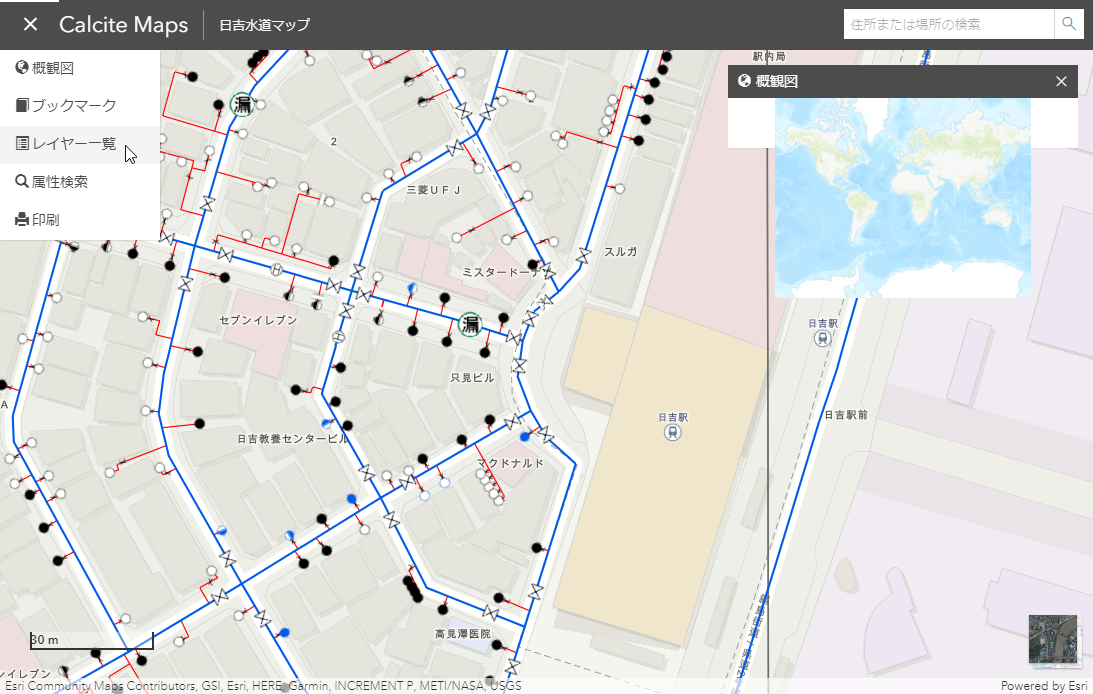 Calcite Maps
日吉水道マップ
住所または場所の検索
概観図
ブックマーク
レイヤー一覧
属性検索
印刷
駅内局
概観図
漏
2
三菱ＵＦＪ
スルガ
ミスタードーナ
H
セブンイレブン
漏
日吉駅
只見ビル
A
日吉駅
日吉駅前
日吉教養センタービル
マクドナルド
高見澤医院
30 m
ンイレブン
Esri Community Maps Contributors, GSI, Esri, HERE, Garmin, INCREMENT P, METI/NASA, USGS
Powered by Esri